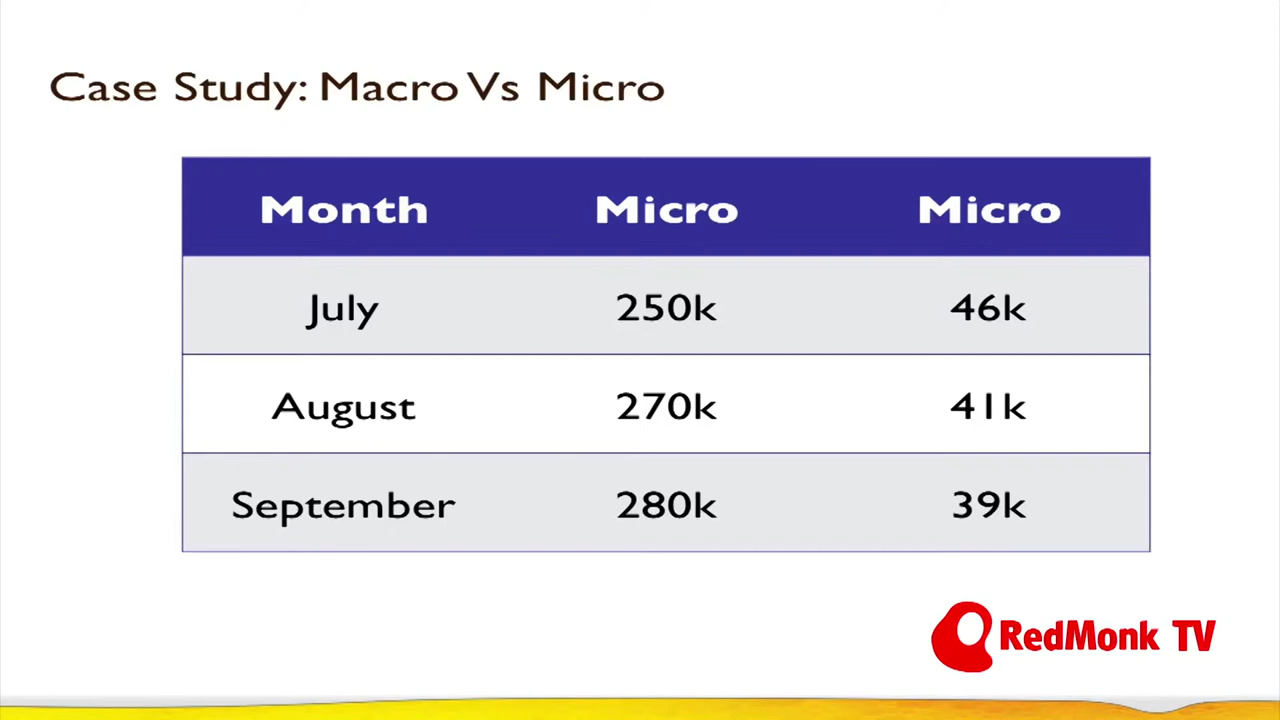 Case Study: Macro Vs Micro
Month Micro Micro
July 250k 46k
August 270k 41k
September 280k 39k
RedMonk TV